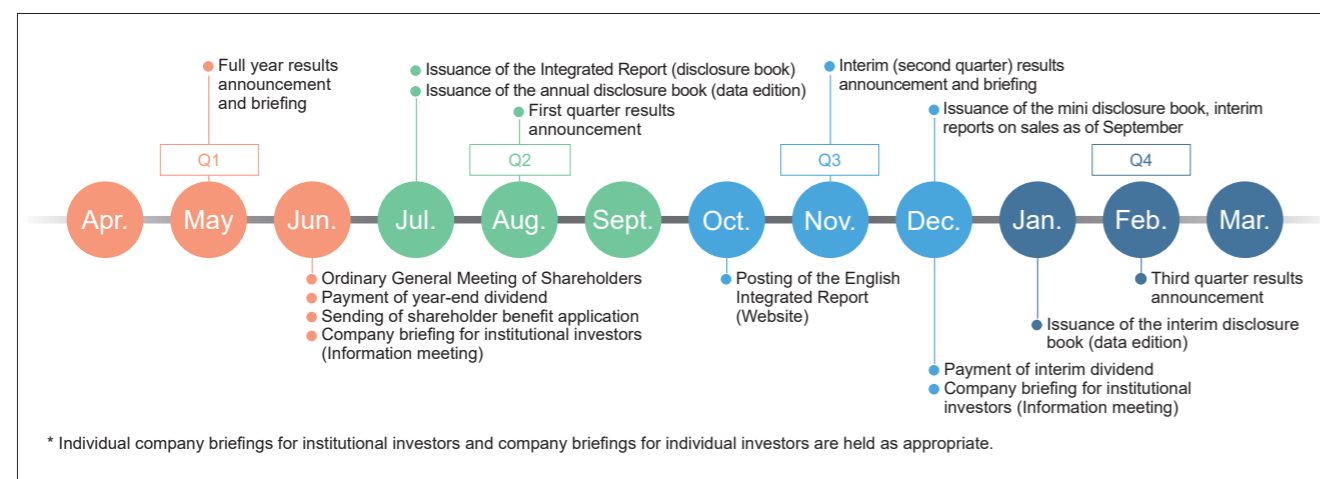 Full year results
announcement
and briefing
Issuance of the Integrated Report (disclosure book)
Issuance of the annual disclosure book (data edition)
First quarter results
announcement
Interim (second quarter) results
announcement and briefing
Issuance of the mini disclosure book, interim
reports on sales as of September
Q1
Q2
Q3
Q4
Apr.
May
Jun.
Jul.
Aug.
Sept.
Oct.
Nov.
Dec.
Jan.
Feb.
Mar.
Ordinary General Meeting of Shareholders
Payment of year-end dividend
Sending of shareholder benefit application
Company briefing for institutional investors
(Information meeting)
Posting of the English
Integrated Report
(Website)
Third quarter results
announcement
Issuance of the interim disclosure
book (data edition)
Payment of interim dividend
Company briefing for institutional
investors (Information meeting)
* Individual company briefings for institutional investors and company briefings for individual investors are held as appropriate.